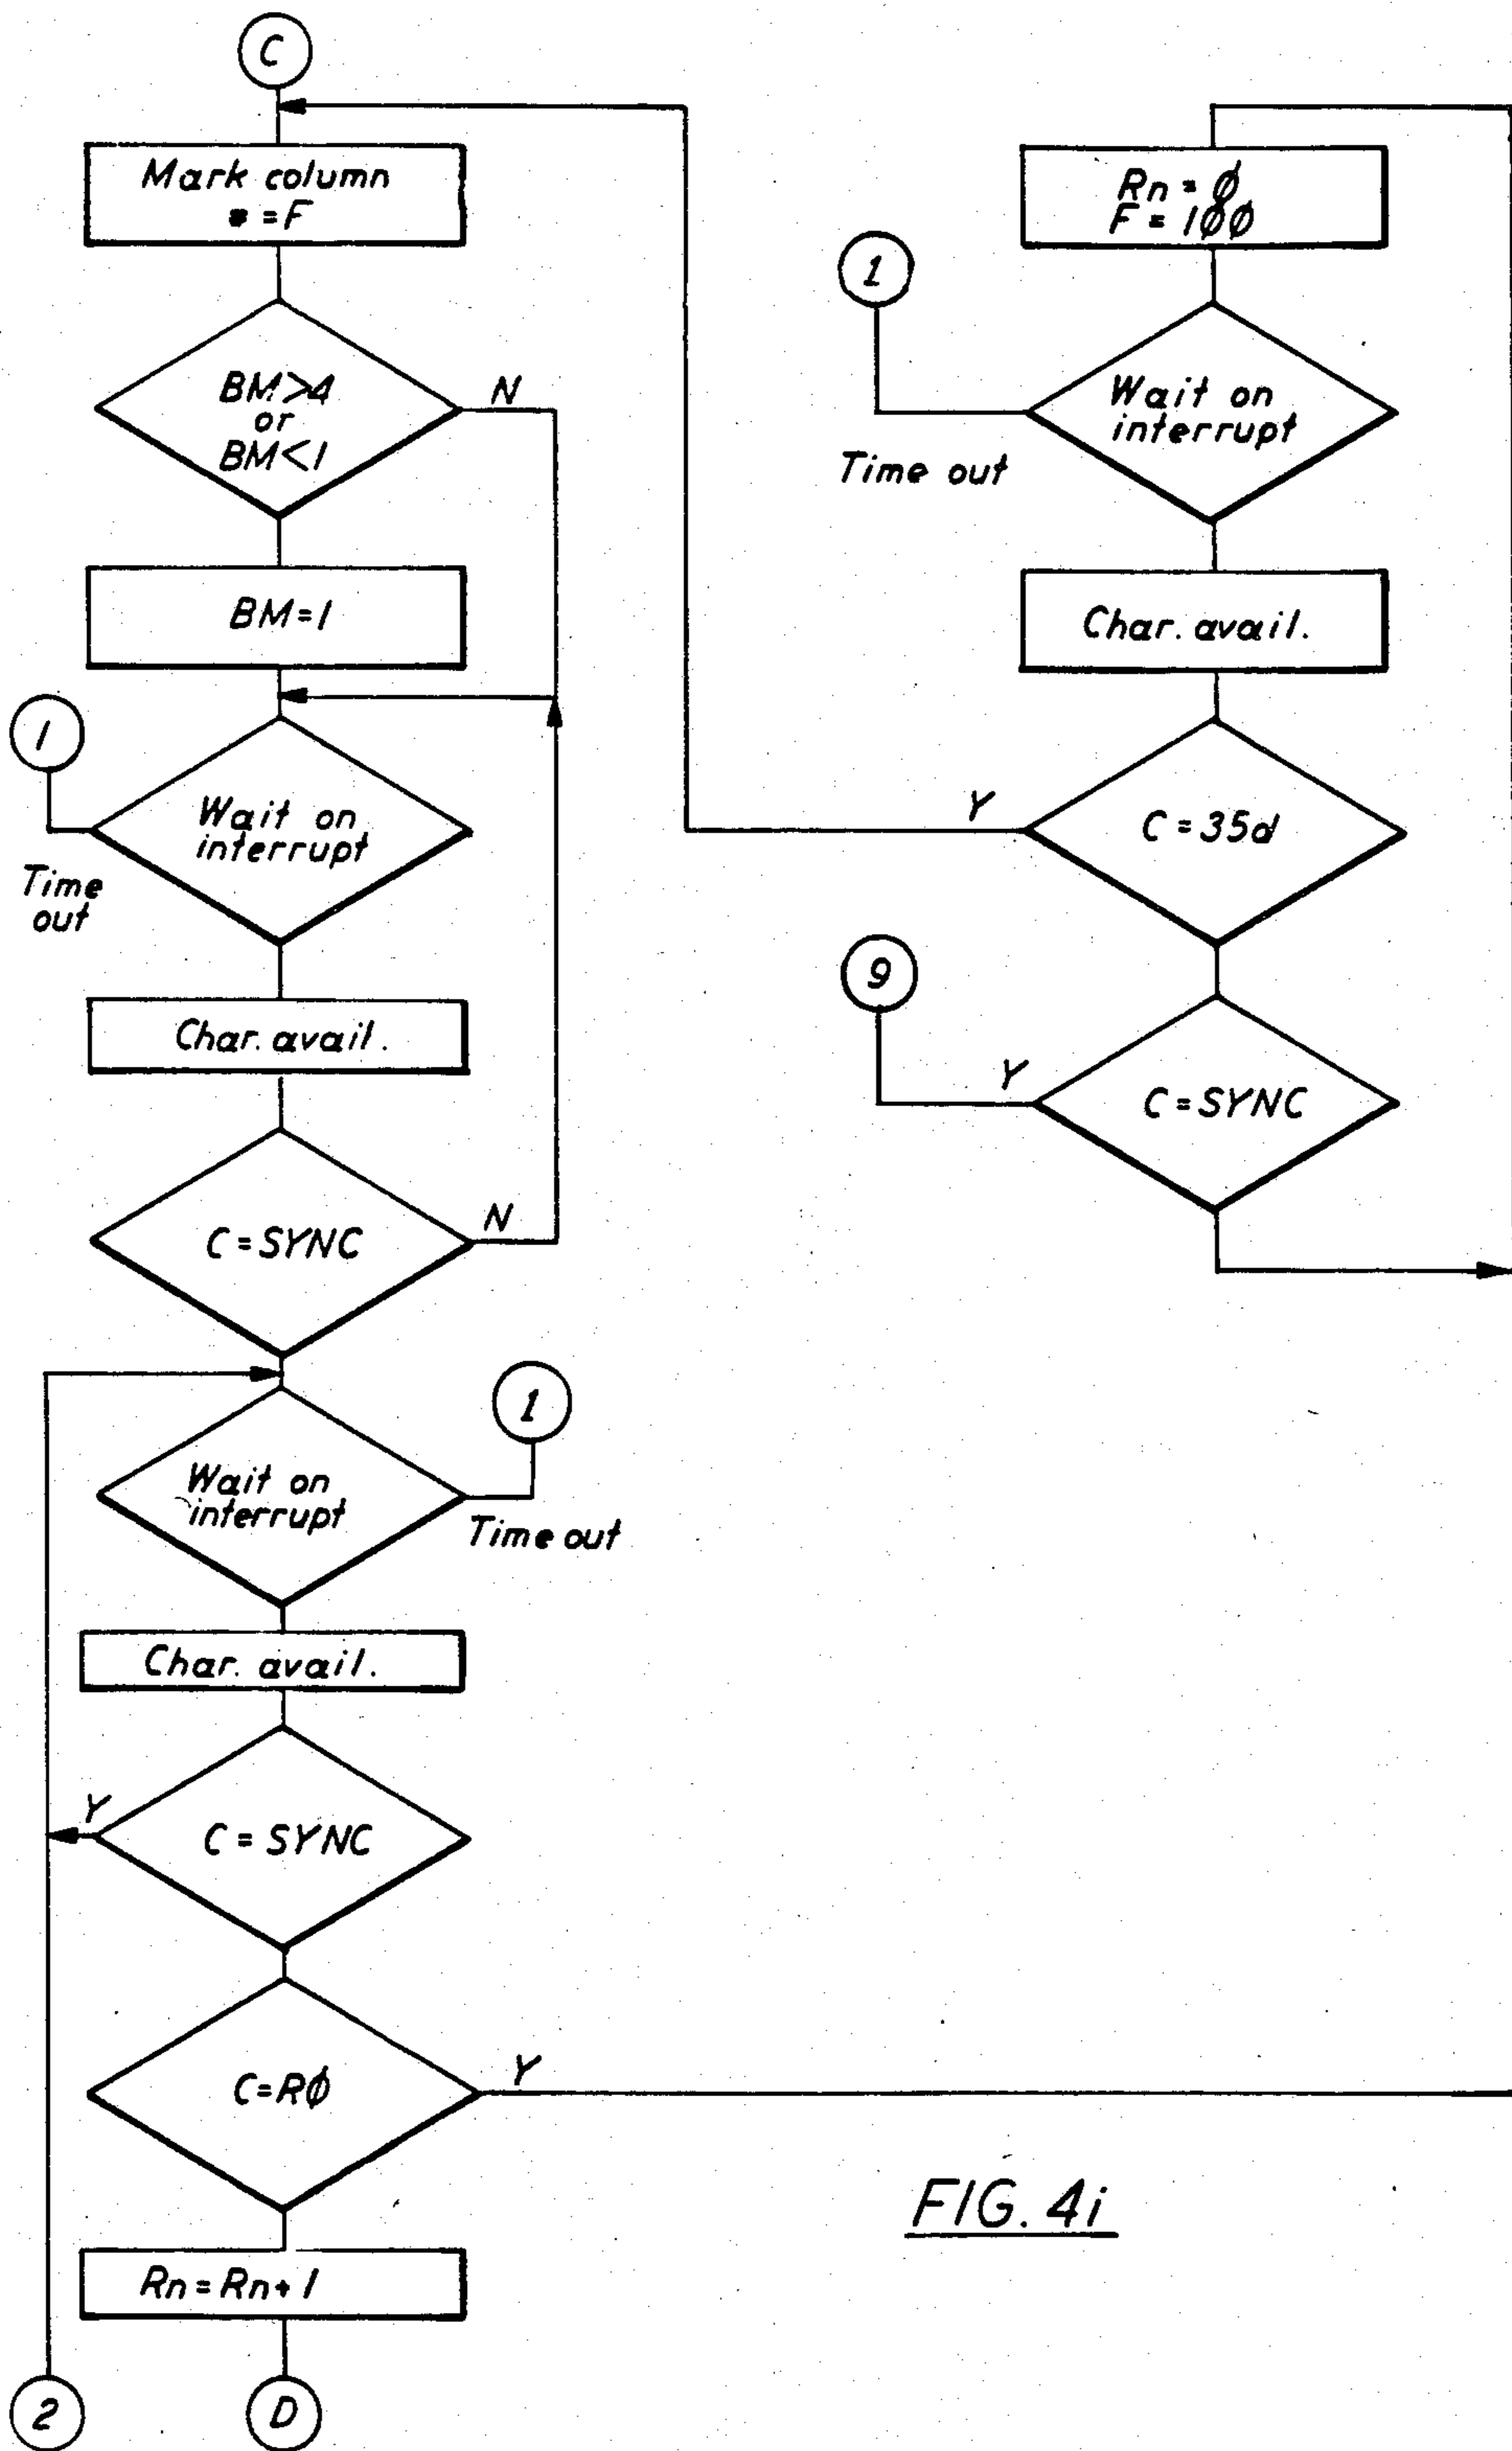 C
Mark column
* = F
BM>4
or
BM<1
N
BM=1
1
Wait on
interrupt
Time
out
Char. avail.
C=SYNC
N
Wait on
interrupt
1
Time out
Char. avail.
C=SYNC
Y
C=RØ
Y
Rn=Rn+1
2
D
Rn=Ø
F=1ØØ
1
Wait on
interrupt
Time out
Char. avail.
C=35d
Y
9
C=SYNC
Y
FIG. 4i